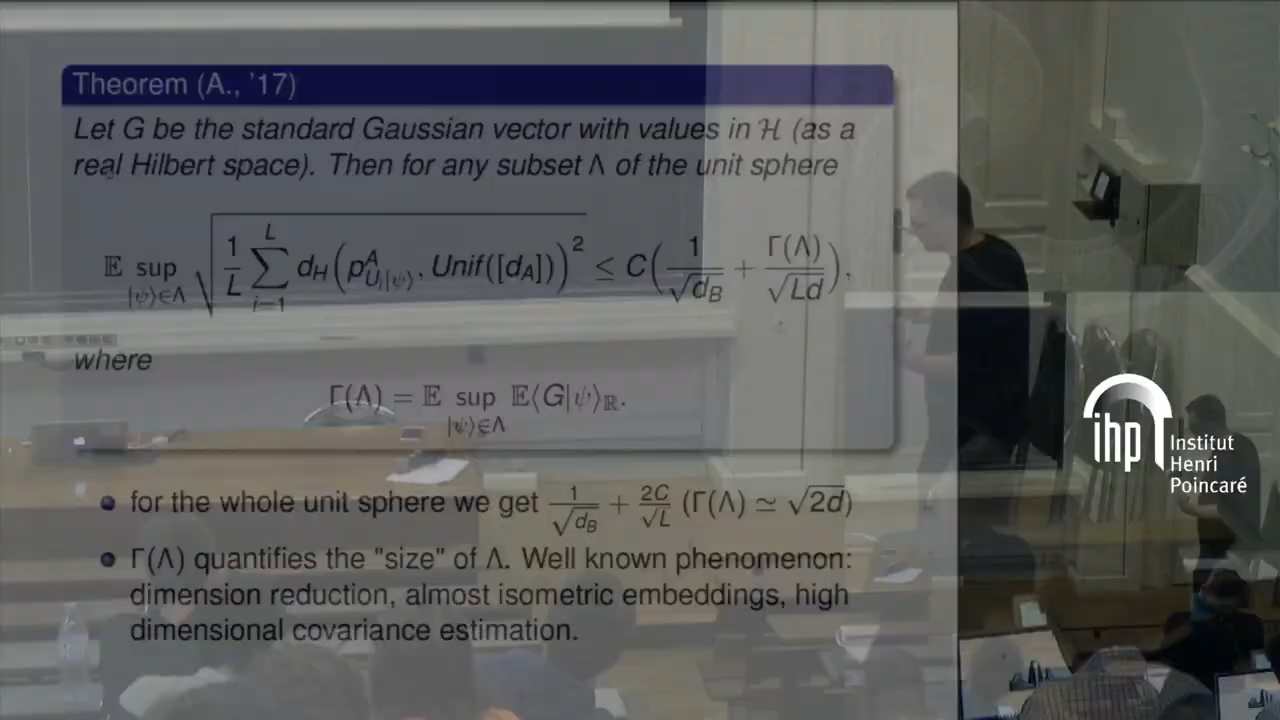 Theorem (A., '17)
Let G be the standard Gaussian vector with values in ℋ (as a
real Hilbert space). Then for any subset Λ of the unit sphere
𝔼 sup_{|ψ⟩∈Λ} √( 1/L ∑_{i=1}^{L} d_H( p^A_{U_i|ψ⟩}, Unif([d_A]) )^2 ) ≤ C( 1/√d_B + Γ(Λ)/√(Ld) ),
where
Γ(Λ) = 𝔼 sup_{|ψ⟩∈Λ} 𝔼⟨G|ψ⟩_ℝ.
• for the whole unit sphere we get 1/√d_B + 2C/√L (Γ(Λ) ≃ √2d)
• Γ(Λ) quantifies the "size" of Λ. Well known phenomenon:
dimension reduction, almost isometric embeddings, high
dimensional covariance estimation.
ihp
Institut
Henri
Poincaré